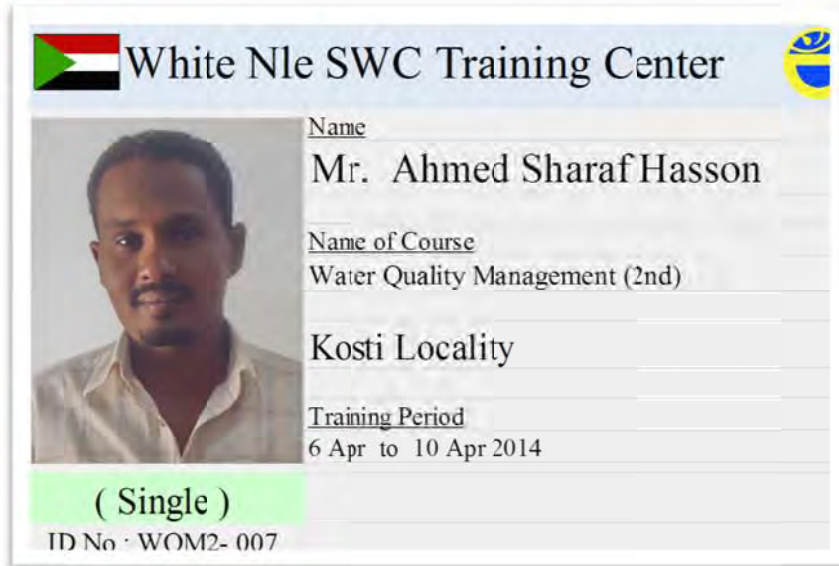 White Nle SWC Training Center
Name
Mr. Ahmed Sharaf Hasson
Name of Course
Water Quality Management (2nd)
Kosti Locality
Training Period
6 Apr to 10 Apr 2014
( Single )
ID No : WQM2- 007